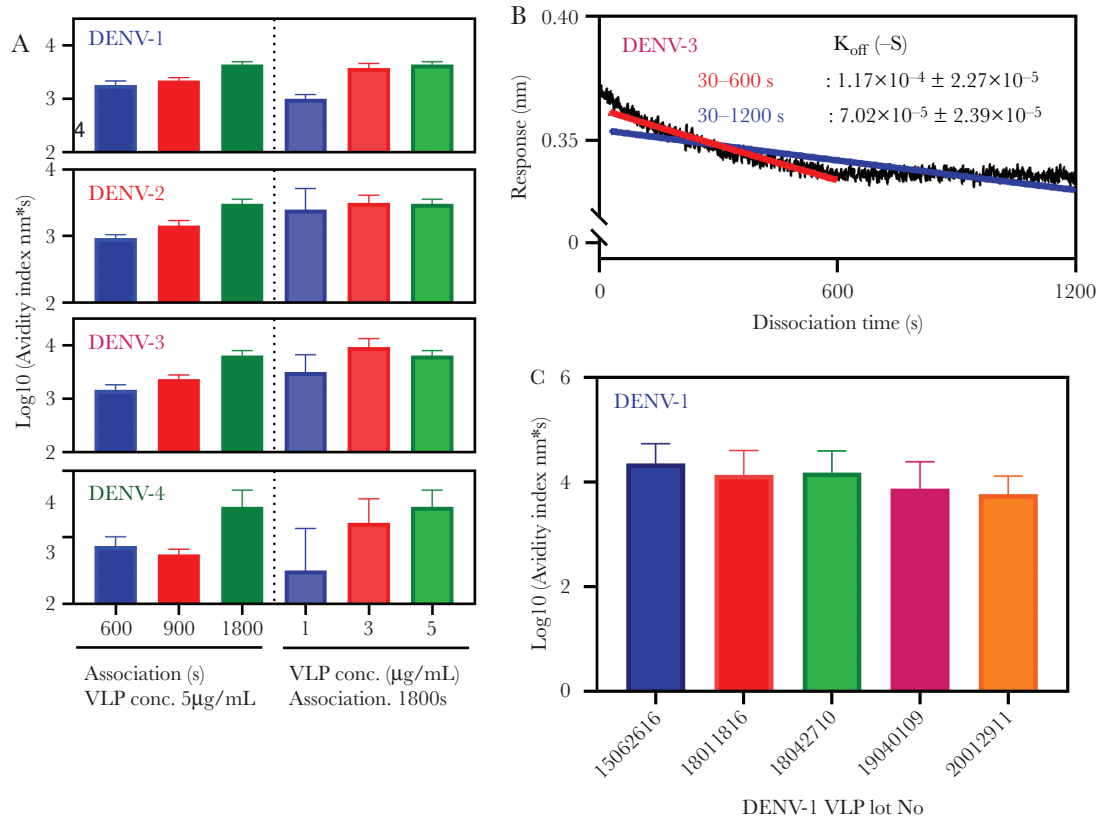 A
Log10 (Avidity index nm*s)
DENV-1
4
3
4
2
DENV-2
4
3
2
DENV-3
4
3
2
DENV-4
4
3
2
600 900 1800 1 3 5
Association (s)
VLP conc. 5μg/mL
VLP conc. (μg/mL)
Association. 1800s
B
Response (nm)
0.40
0.35
0
DENV-3 Koff (–S)
30–600 s : 1.17×10–4 ± 2.27×10–5
30–1200 s : 7.02×10–5 ± 2.39×10–5
0 600 1200
Dissociation time (s)
C
Log10 (Avidity index nm*s)
6
4
2
0
DENV-1
15062616
18011816
18042710
19040109
20012911
DENV-1 VLP lot No